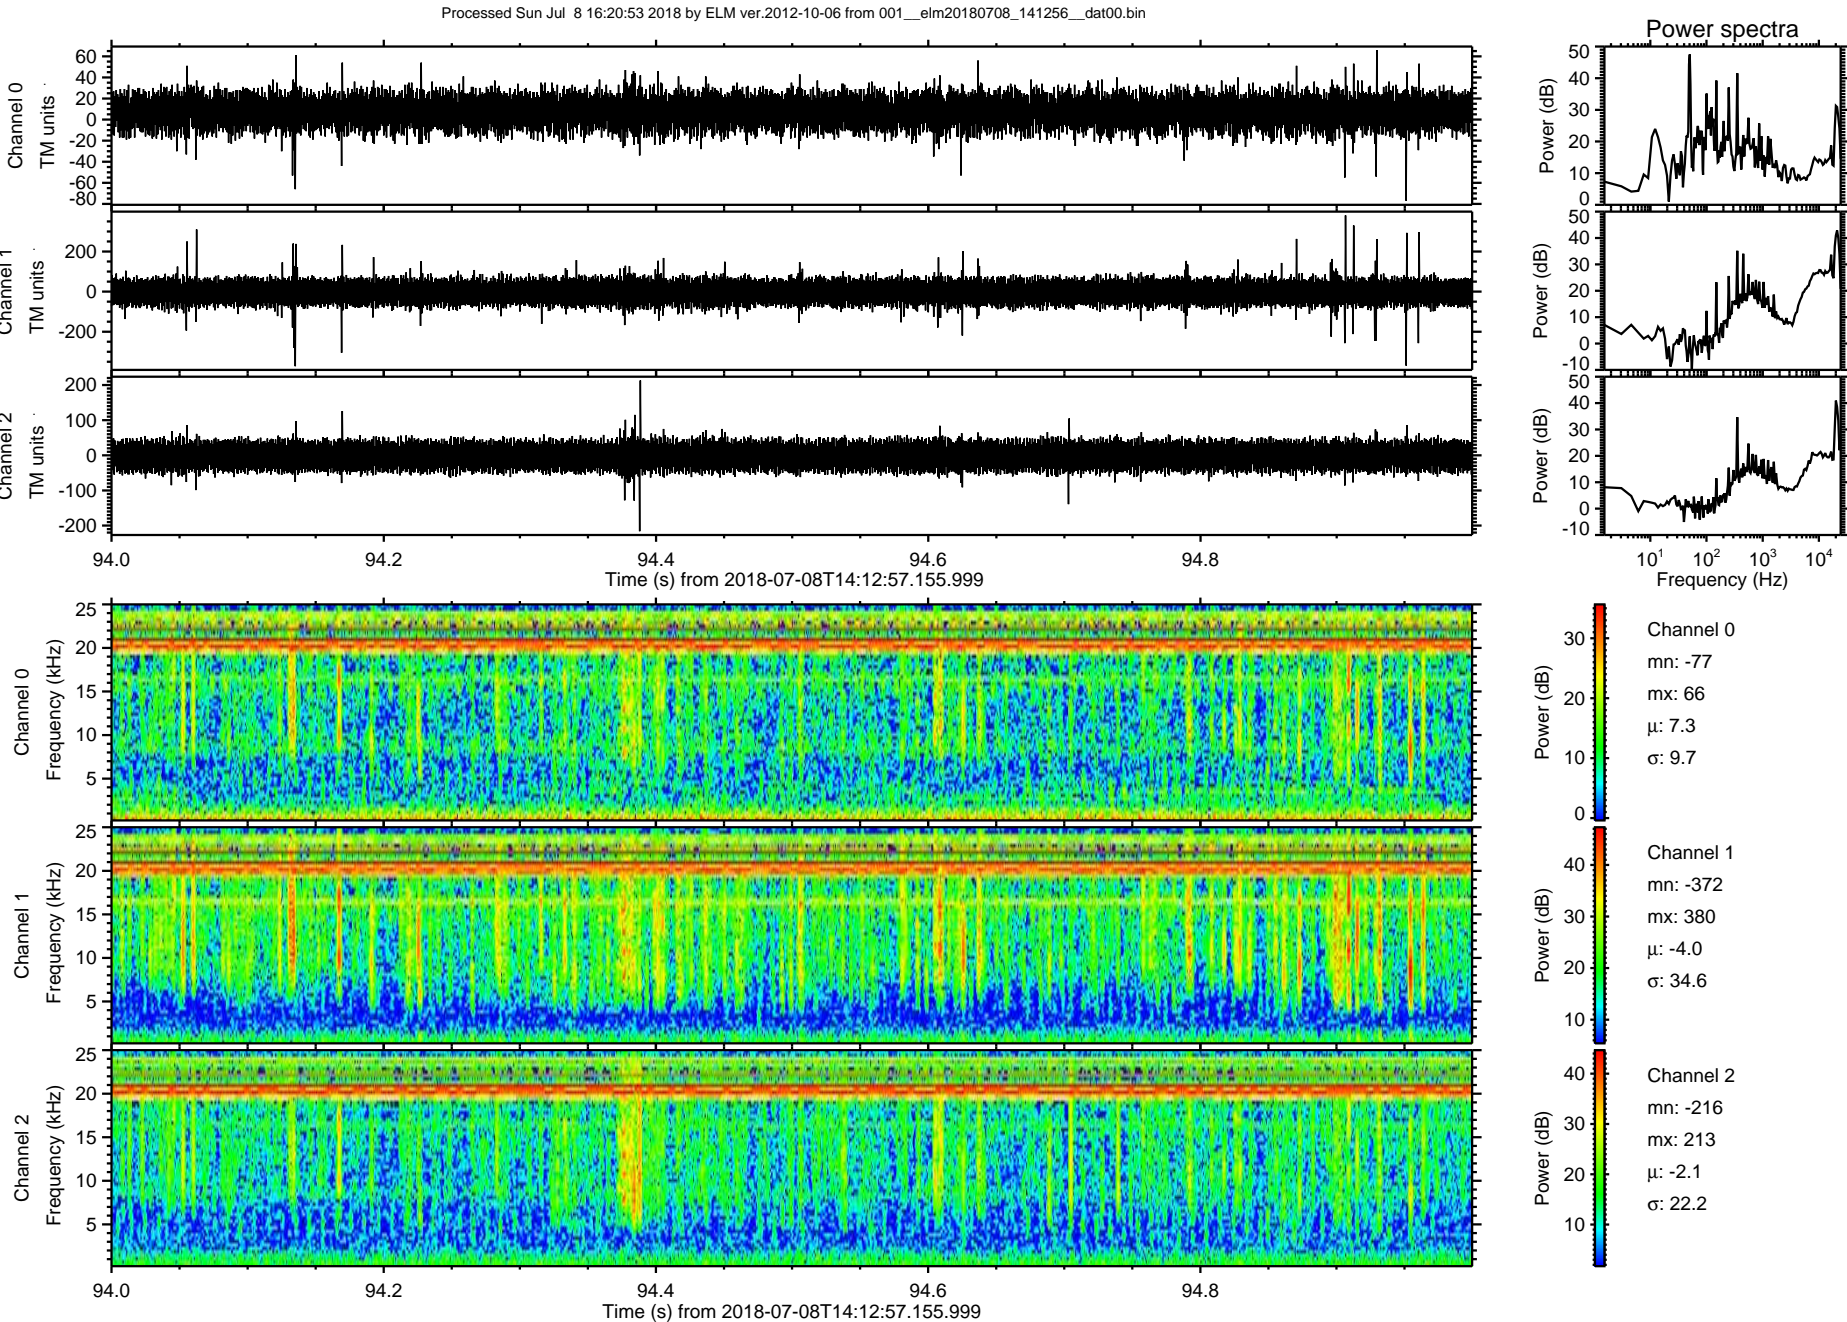 Processed Sun Jul  8 16:20:53 2018 by ELM ver.2012-10-06 from 001__elm20180708_141256__dat00.bin
Power spectra
Channel 0
TM units
60
40
20
0
-20
-40
-60
-80
Power (dB)
50
40
30
20
10
0
Channel 1
TM units
200
0
-200
Power (dB)
50
40
30
20
10
0
-10
Channel 2
TM units
200
100
0
-100
-200
Power (dB)
50
40
30
20
10
0
-10
94.0 94.2 94.4 94.6 94.8
Time (s) from 2018-07-08T14:12:57.155.999
10¹ 10² 10³ 10⁴
Frequency (Hz)
Channel 0
Frequency (kHz)
25
20
15
10
5
Power (dB)
30
20
10
0
Channel 0
mn: -77
mx: 66
μ: 7.3
σ: 9.7
Channel 1
Frequency (kHz)
25
20
15
10
5
Power (dB)
40
30
20
10
Channel 1
mn: -372
mx: 380
μ: -4.0
σ: 34.6
Channel 2
Frequency (kHz)
25
20
15
10
5
Power (dB)
40
30
20
10
Channel 2
mn: -216
mx: 213
μ: -2.1
σ: 22.2
94.0 94.2 94.4 94.6 94.8
Time (s) from 2018-07-08T14:12:57.155.999